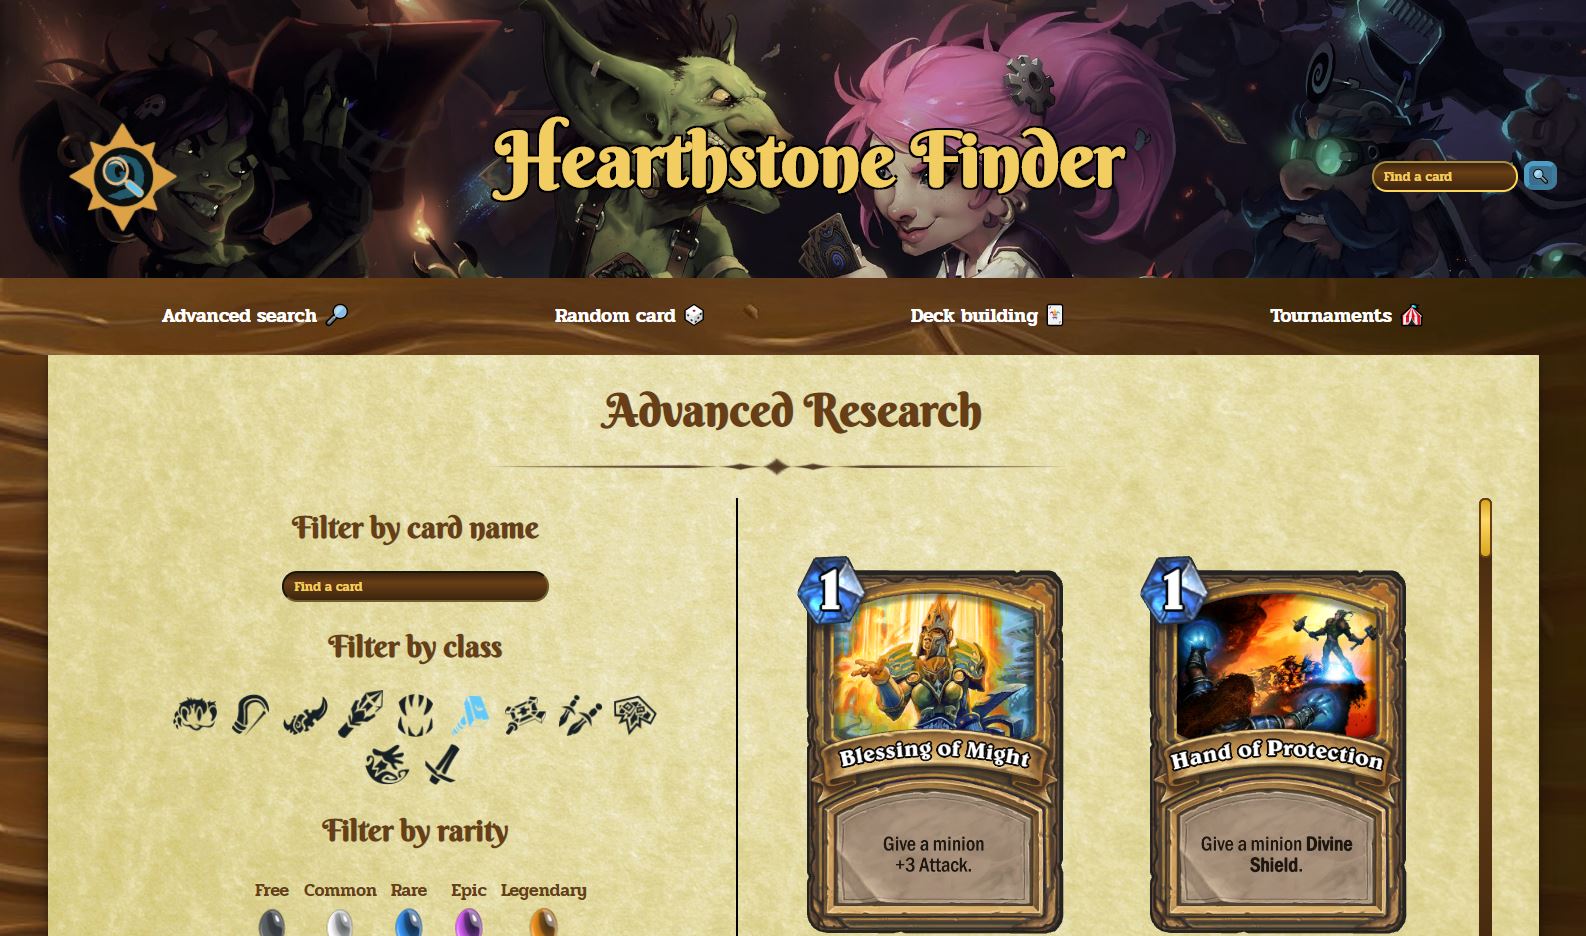 Hearthstone Finder
Find a card
Advanced search
Random card
Deck building
Tournaments
Advanced Research
Filter by card name
Find a card
Filter by class
Filter by rarity
Free Common Rare Epic Legendary
1
Blessing of Might
Give a minion
+3 Attack.
1
Hand of Protection
Give a minion Divine
Shield.